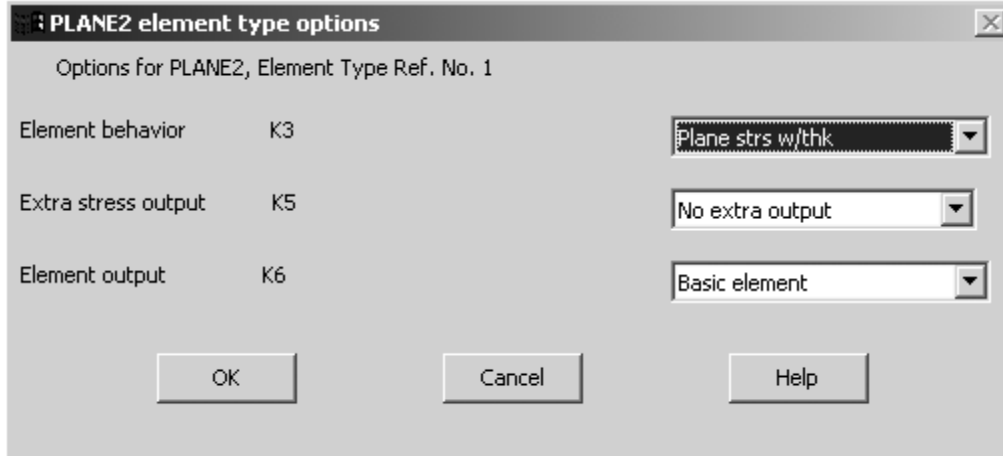 PLANE2 element type options
Options for PLANE2, Element Type Ref. No. 1
Element behavior K3 Plane strs w/thk
Extra stress output K5 No extra output
Element output K6 Basic element
OK Cancel Help